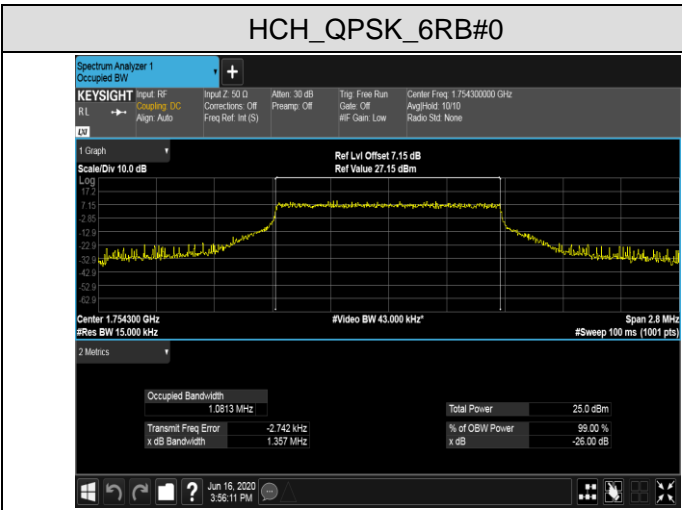 HCH_QPSK_6RB#0
Spectrum Analyzer 1
Occupied BW
+
KEYSIGHT
RL
LXI
Input: RF
Coupling: DC
Align: Auto
Input Z: 50 Ω
Corrections: Off
Freq Ref: Int (S)
Atten: 30 dB
Preamp: Off
Trig: Free Run
Gate: Off
#IF Gain: Low
Center Freq: 1.754300000 GHz
Avg|Hold: 10/10
Radio Std: None
1 Graph
Scale/Div 10.0 dB
Ref Lvl Offset 7.15 dB
Ref Value 27.15 dBm
Log
17.2
7.15
-2.85
-12.9
-22.9
-32.9
-42.9
-52.9
-62.9
Center 1.754300 GHz
#Res BW 15.000 kHz
#Video BW 43.000 kHz*
Span 2.8 MHz
#Sweep 100 ms (1001 pts)
2 Metrics
Occupied Bandwidth
1.0813 MHz
Total Power 25.0 dBm
Transmit Freq Error -2.742 kHz
% of OBW Power 99.00 %
x dB Bandwidth 1.357 MHz
x dB -26.00 dB
?
Jun 16, 2020
3:56:11 PM